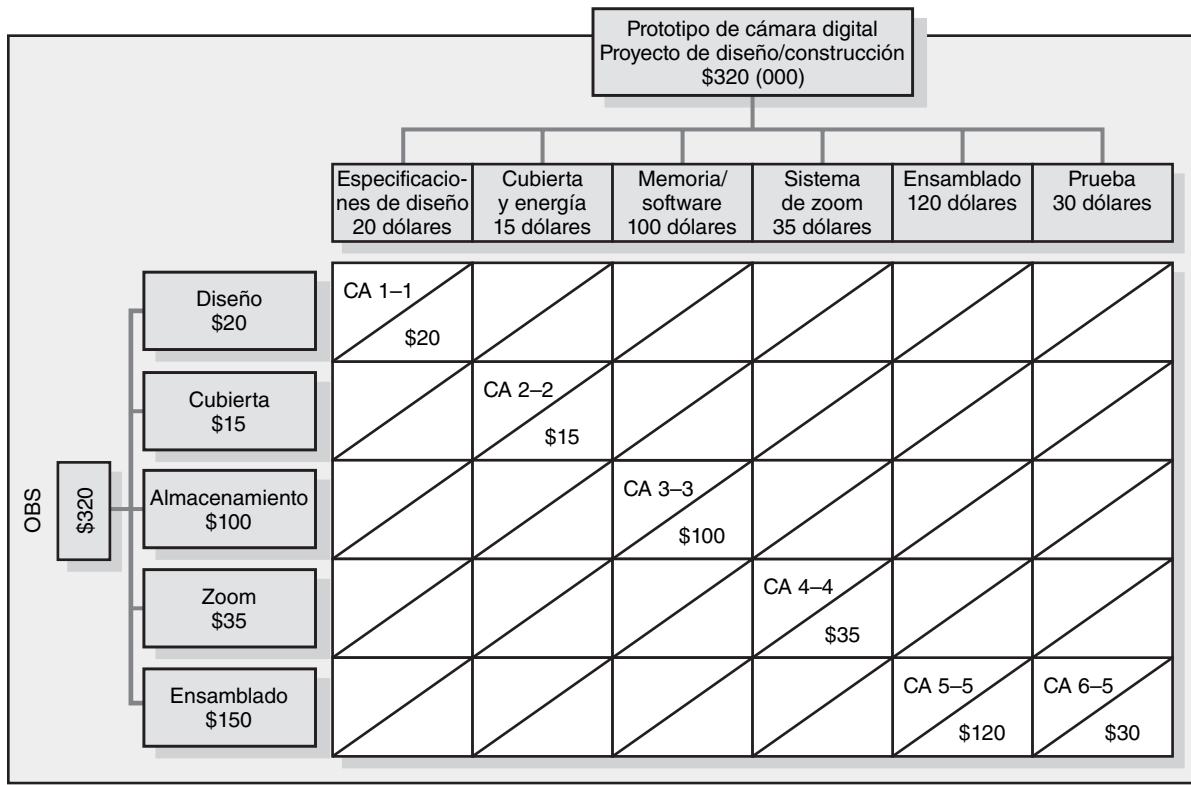 Prototipo de cámara digital
Proyecto de diseño/construcción
$320 (000)
Especificacio-
nes de diseño
20 dólares
Cubierta
y energía
15 dólares
Memoria/
software
100 dólares
Sistema
de zoom
35 dólares
Ensamblado
120 dólares
Prueba
30 dólares
OBS
$320
Diseño
$20
CA 1–1
$20
Cubierta
$15
CA 2–2
$15
Almacenamiento
$100
CA 3–3
$100
Zoom
$35
CA 4–4
$35
Ensamblado
$150
CA 5–5
$120
CA 6–5
$30